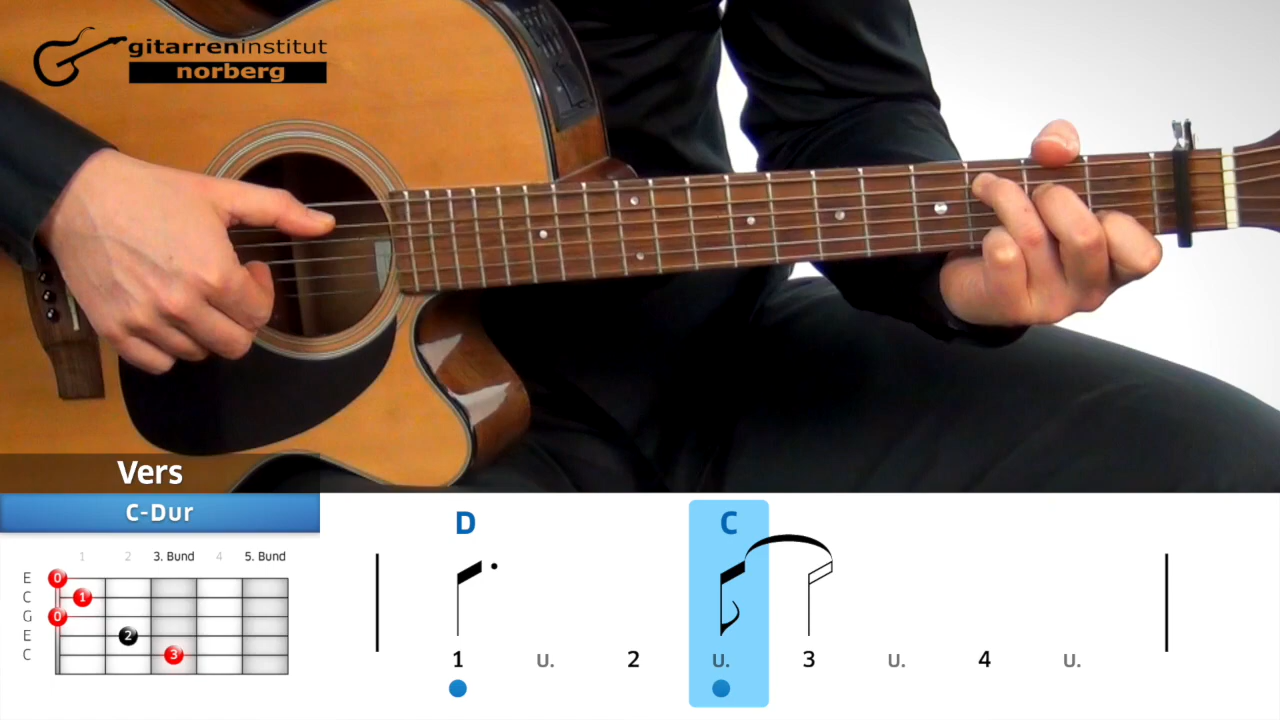 gitarreninstitut
norberg
Vers
C-Dur
1 2 3. Bund 4 5. Bund
E 0
C 1
G 0
E 2
C 3
D C
1 u. 2 u. 3 u. 4 u.